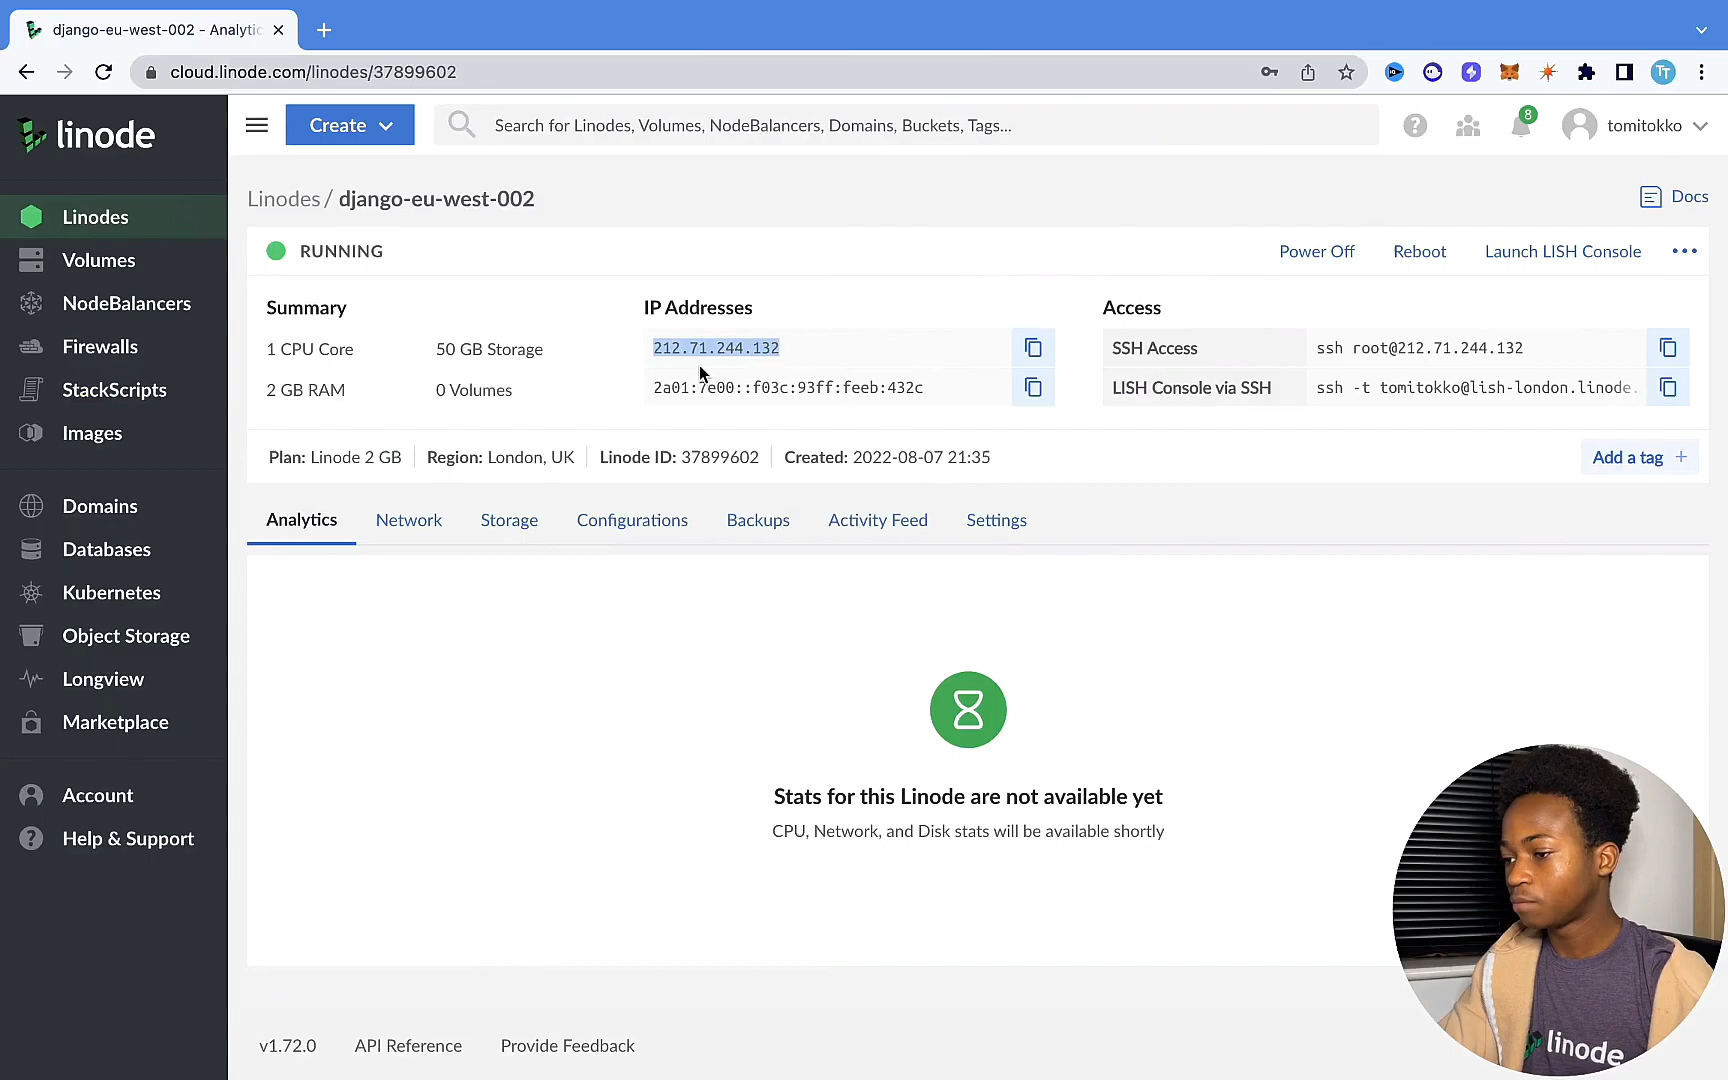 django-eu-west-002 - Analytic
cloud.linode.com/linodes/37899602
TT
linode
Create
Search for Linodes, Volumes, NodeBalancers, Domains, Buckets, Tags...
8
tomitokko
Linodes
Volumes
NodeBalancers
Firewalls
StackScripts
Images
Domains
Databases
Kubernetes
Object Storage
Longview
Marketplace
Account
Help & Support
Linodes / django-eu-west-002
Docs
RUNNING
Power Off
Reboot
Launch LISH Console
Summary
1 CPU Core
50 GB Storage
2 GB RAM
0 Volumes
IP Addresses
212.71.244.132
2a01:7e00::f03c:93ff:feeb:432c
Access
SSH Access
ssh root@212.71.244.132
LISH Console via SSH
ssh -t tomitokko@lish-london.linode.
Plan: Linode 2 GB
Region: London, UK
Linode ID: 37899602
Created: 2022-08-07 21:35
Add a tag +
Analytics
Network
Storage
Configurations
Backups
Activity Feed
Settings
Stats for this Linode are not available yet
CPU, Network, and Disk stats will be available shortly
v1.72.0
API Reference
Provide Feedback
linode